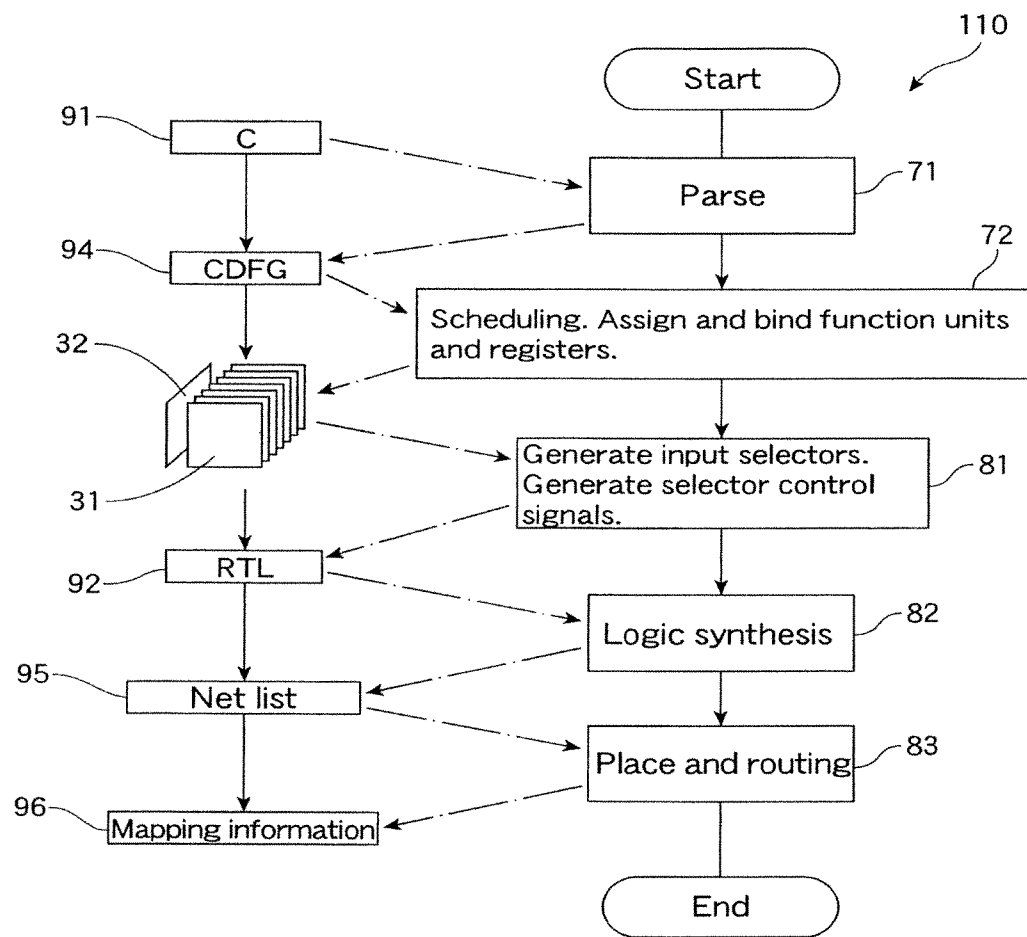 110
Start
91
C
71
Parse
94
CDFG
72
Scheduling. Assign and bind function units
and registers.
32
31
Generate input selectors.
Generate selector control
signals.
81
92
RTL
82
Logic synthesis
95
Net list
83
Place and routing
96
Mapping information
End